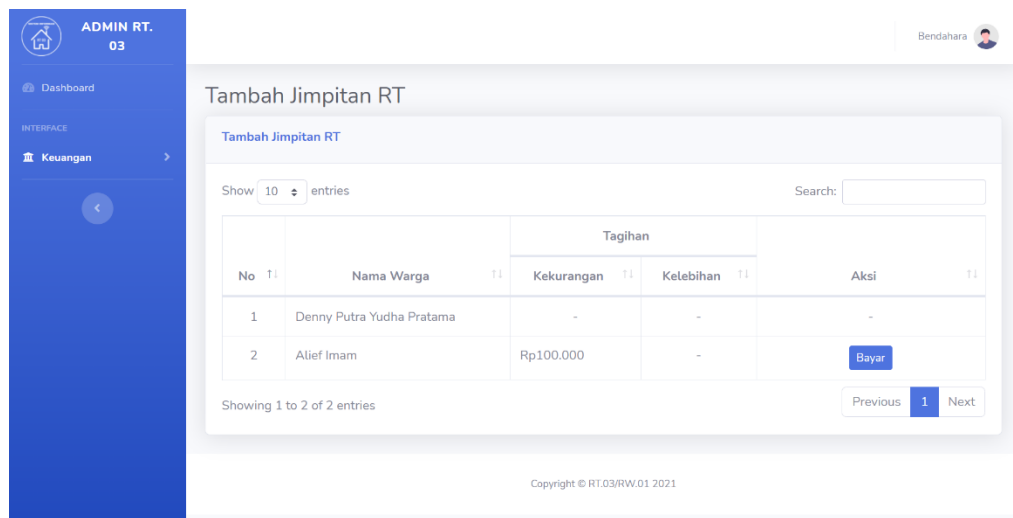 ADMIN RT.
03
Bendahara
Dashboard
INTERFACE
Keuangan
Tambah Jimpitan RT
Tambah Jimpitan RT
Show 10 entries
Search:
Tagihan
No Nama Warga Kekurangan Kelebihan Aksi
1 Denny Putra Yudha Pratama - - -
2 Alief Imam Rp100.000 - Bayar
Showing 1 to 2 of 2 entries
Previous 1 Next
Copyright © RT.03/RW.01 2021